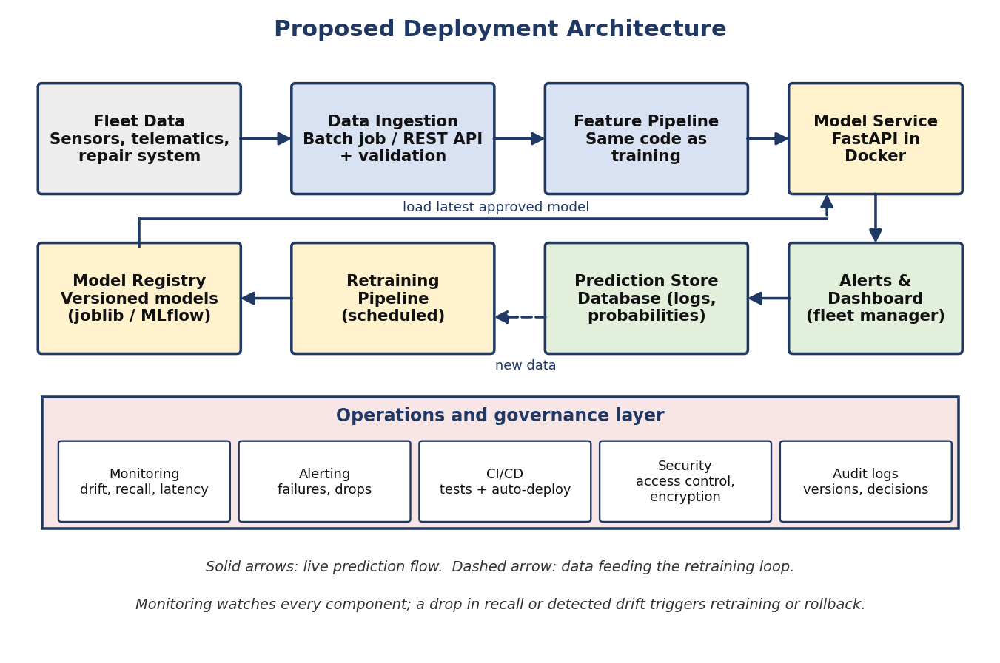 Proposed Deployment Architecture
Fleet Data
Sensors, telematics,
repair system
Data Ingestion
Batch job / REST API
+ validation
Feature Pipeline
Same code as
training
Model Service
FastAPI in
Docker
load latest approved model
Model Registry
Versioned models
(joblib / MLflow)
Retraining
Pipeline
(scheduled)
Prediction Store
Database (logs,
probabilities)
Alerts &
Dashboard
(fleet manager)
new data
Operations and governance layer
Monitoring
drift, recall, latency
Alerting
failures, drops
CI/CD
tests + auto-deploy
Security
access control,
encryption
Audit logs
versions, decisions
Solid arrows: live prediction flow.  Dashed arrow: data feeding the retraining loop.
Monitoring watches every component; a drop in recall or detected drift triggers retraining or rollback.